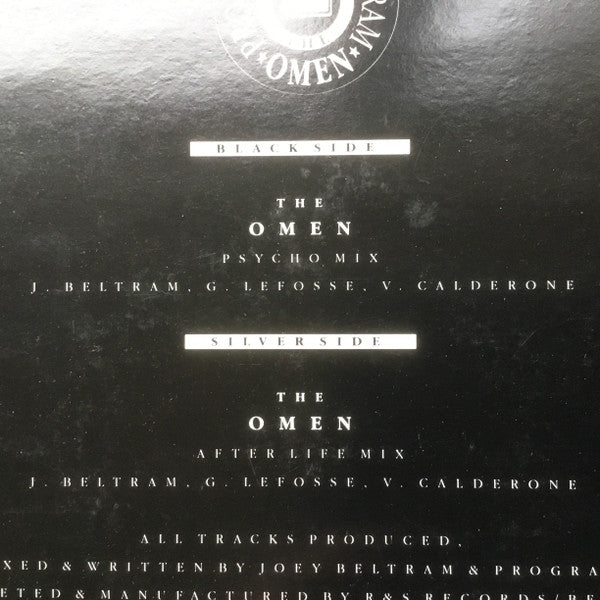 OMEN
BLACK SIDE
THE
OMEN
PSYCHO MIX
J. BELTRAM, G. LEFOSSE, V. CALDERONE
SILVER SIDE
THE
OMEN
AFTER LIFE MIX
J. BELTRAM, G. LEFOSSE, V. CALDERONE
ALL TRACKS PRODUCED,
& WRITTEN BY JOEY BELTRAM &
& MANUFACTURED BY R&S RECORDS/